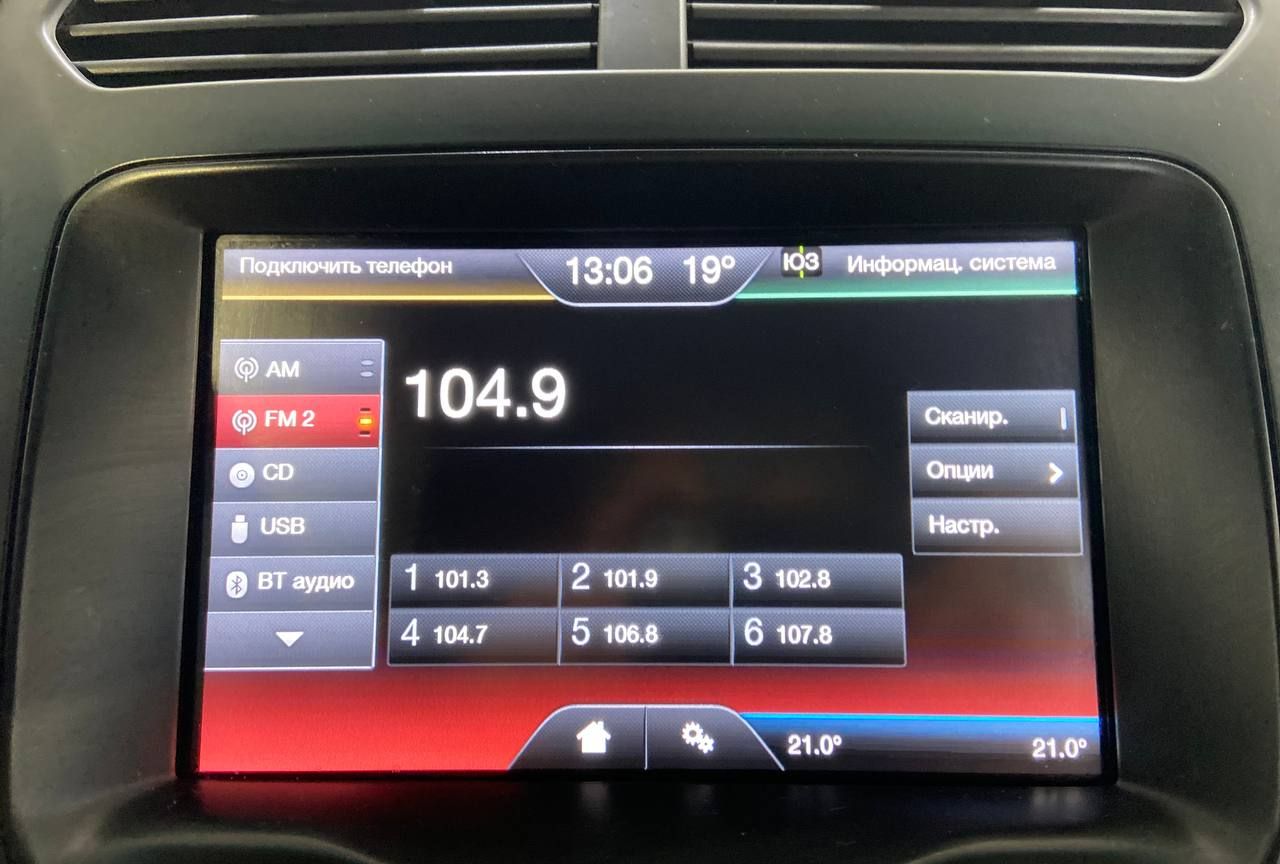 Подключить телефон
13:06 19°
ЮЗ
Информац. система
AM
FM 2
CD
USB
BT аудио
104.9
Сканир.
Опции
Настр.
1 101.3
2 101.9
3 102.8
4 104.7
5 106.8
6 107.8
21.0°
21.0°